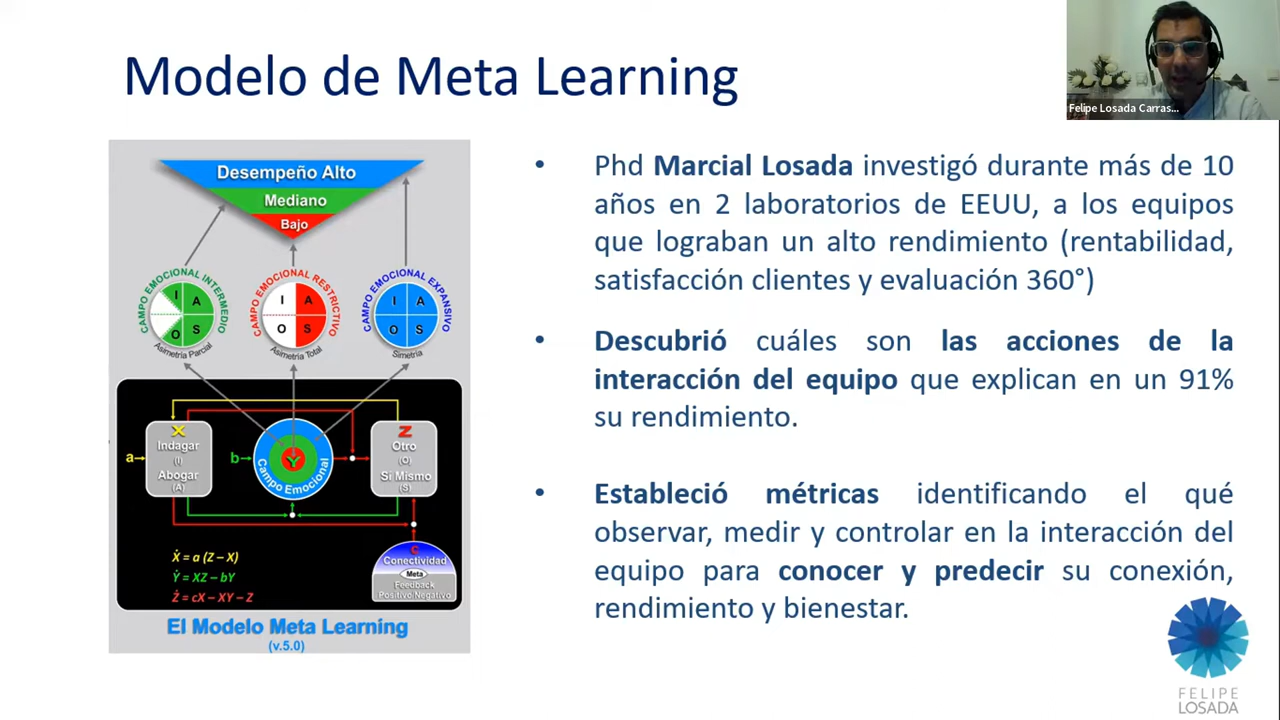 Modelo de Meta Learning
Felipe Losada Carras...
Desempeño Alto
Mediano
Bajo
CAMPO EMOCIONAL INTERMEDIO
I A
O S
Asimetría Parcial
CAMPO EMOCIONAL RESTRICTIVO
I A
O S
Asimetría Total
CAMPO EMOCIONAL EXPANSIVO
I A
O S
Simetría
a
X
Indagar
(I)
Abogar
(A)
b
Y
Campo Emocional
Z
Otro
(O)
Si Mismo
(S)
c
Conectividad
Meta
Feedback
Positivo/Negativo
Ẋ = a (Z – X)
Ẏ = XZ – bY
Ż = cX – XY – Z
El Modelo Meta Learning
(v.5.0)
• Phd Marcial Losada investigó durante más de 10
años en 2 laboratorios de EEUU, a los equipos
que lograban un alto rendimiento (rentabilidad,
satisfacción clientes y evaluación 360°)
• Descubrió cuáles son las acciones de la
interacción del equipo que explican en un 91%
su rendimiento.
• Estableció métricas identificando el qué
observar, medir y controlar en la interacción del
equipo para conocer y predecir su conexión,
rendimiento y bienestar.
FELIPE
LOSADA